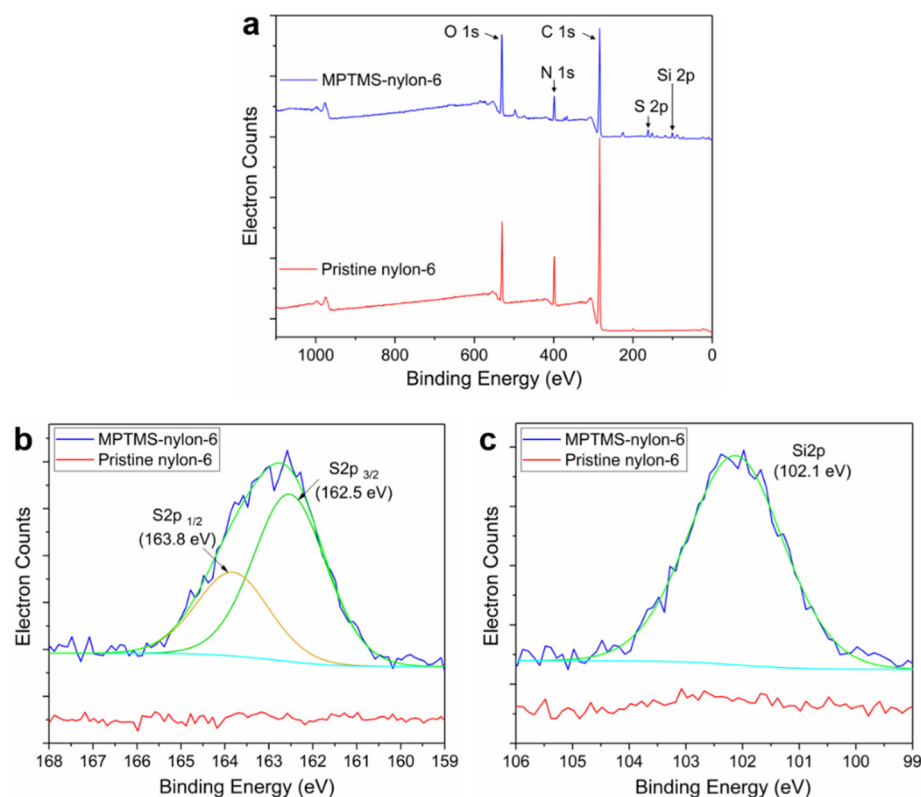 a
O 1s
C 1s
MPTMS-nylon-6
N 1s
Si 2p
S 2p
Pristine nylon-6
Electron Counts
1000 800 600 400 200 0
Binding Energy (eV)
b
MPTMS-nylon-6
Pristine nylon-6
S2p 3/2
(162.5 eV)
S2p 1/2
(163.8 eV)
Electron Counts
168 167 166 165 164 163 162 161 160 159
Binding Energy (eV)
c
MPTMS-nylon-6
Pristine nylon-6
Si2p
(102.1 eV)
Electron Counts
106 105 104 103 102 101 100 99
Binding Energy (eV)